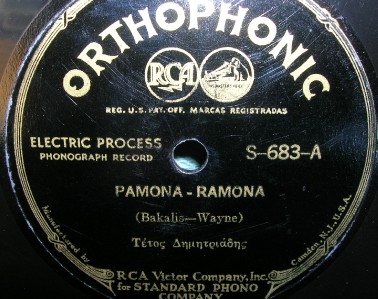 ORTHOPHONIC
RCA
REG. U.S. PAT. OFF. MARCAS REGISTRADAS
ELECTRIC PROCESS
PHONOGRAPH RECORD
S-683-A
ΡΑΜΟΝΑ - RAMONA
(Bakalis—Wayne)
Τέτος Δημητριάδης
Manufactured by
RCA Victor Company, Inc.
Camden, N.J., U.S.A.
for STANDARD PHONO
COMPANY